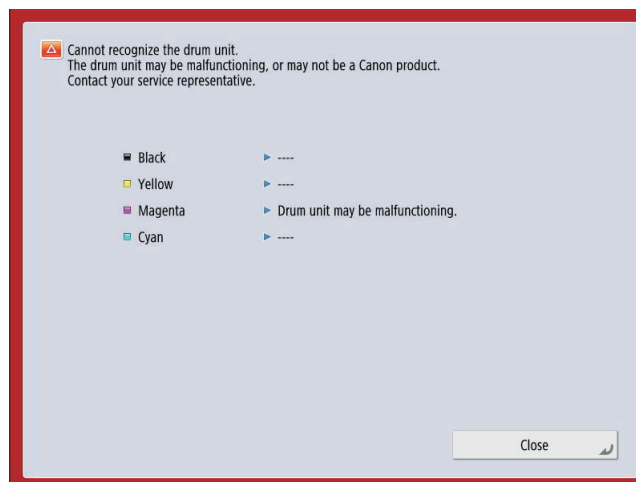 Cannot recognize the drum unit.
The drum unit may be malfunctioning, or may not be a Canon product.
Contact your service representative.
Black ----
Yellow ----
Magenta Drum unit may be malfunctioning.
Cyan ----
Close